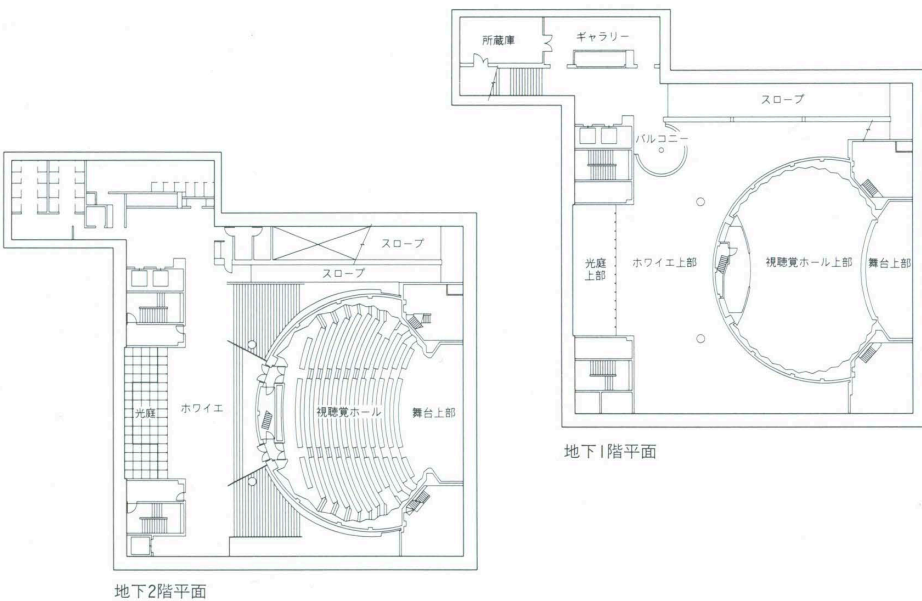 スロープ
スロープ
光庭
ホワイエ
視聴覚ホール
舞台上部
地下2階平面
所蔵庫
ギャラリー
スロープ
バルコニー
光庭
上部
ホワイエ上部
視聴覚ホール上部
舞台上部
地下1階平面